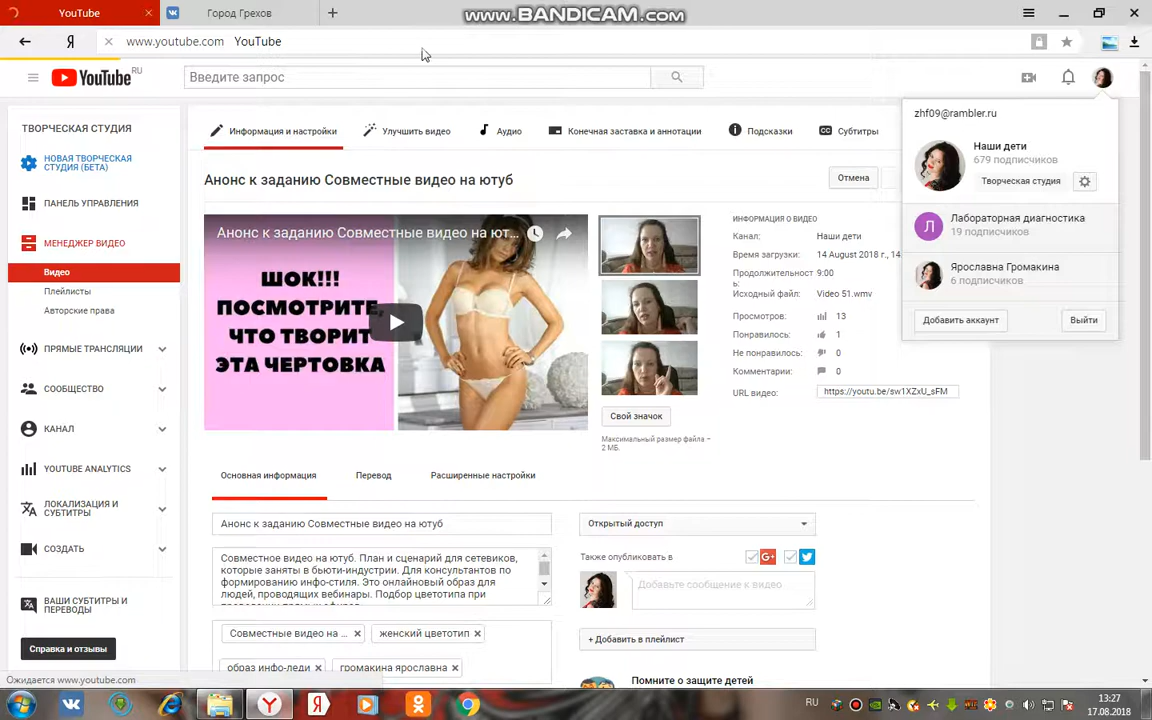 YouTube
Город Грехов
www.BANDICAM.com
Я
www.youtube.com YouTube
YouTube RU
Введите запрос
ТВОРЧЕСКАЯ СТУДИЯ
НОВАЯ ТВОРЧЕСКАЯ
СТУДИЯ (БЕТА)
ПАНЕЛЬ УПРАВЛЕНИЯ
МЕНЕДЖЕР ВИДЕО
Видео
Плейлисты
Авторские права
ПРЯМЫЕ ТРАНСЛЯЦИИ
СООБЩЕСТВО
КАНАЛ
YOUTUBE ANALYTICS
ЛОКАЛИЗАЦИЯ И
СУБТИТРЫ
СОЗДАТЬ
ВАШИ СУБТИТРЫ И
ПЕРЕВОДЫ
Справка и отзывы
Ожидается www.youtube.com
Информация и настройки
Улучшить видео
Аудио
Конечная заставка и аннотации
Подсказки
Субтитры
Анонс к заданию Совместные видео на ютуб
Отмена
Анонс к заданию Совместные видео на ют...
ШОК!!!
ПОСМОТРИТЕ,
ЧТО ТВОРИТ
ЭТА ЧЕРТОВКА
Свой значок
Максимальный размер файла –
2 МБ.
ИНФОРМАЦИЯ О ВИДЕО
Канал: Наши дети
Время загрузки: 14 August 2018 г., 14
Продолжительност 9:00
ь:
Исходный файл: Video 51.wmv
Просмотров: 13
Понравилось: 1
Не понравилось: 0
Комментарии: 0
URL видео: https://youtu.be/sw1XZxU_sFM
zhf09@rambler.ru
Наши дети
679 подписчиков
Творческая студия
Л
Лабораторная диагностика
19 подписчиков
Ярославна Громакина
6 подписчиков
Добавить аккаунт
Выйти
Основная информация
Перевод
Расширенные настройки
Анонс к заданию Совместные видео на ютуб
Совместное видео на ютуб. План и сценарий для сетевиков,
которые заняты в бьюти-индустрии. Для консультантов по
формированию инфо-стиля. Это онлайновый образ для
людей, проводящих вебинары. Подбор цветотипа при
Совместные видео на ...
женский цветотип
образ инфо-леди
громакина ярославна
Открытый доступ
Также опубликовать в
G+
Добавьте сообщение к видео
+ Добавить в плейлист
Помните о защите детей
RU
13:27
17.08.2018